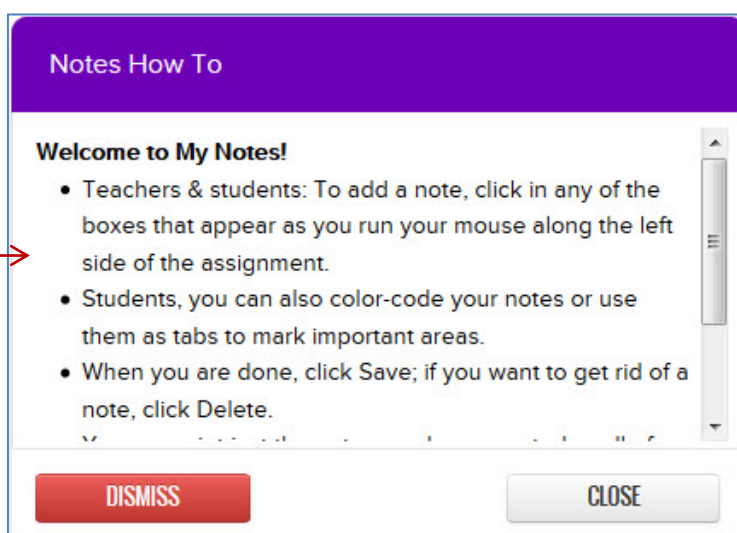 Notes How To
Welcome to My Notes!
• Teachers & students: To add a note, click in any of the
boxes that appear as you run your mouse along the left
side of the assignment.
• Students, you can also color-code your notes or use
them as tabs to mark important areas.
• When you are done, click Save; if you want to get rid of a
note, click Delete.
DISMISS
CLOSE